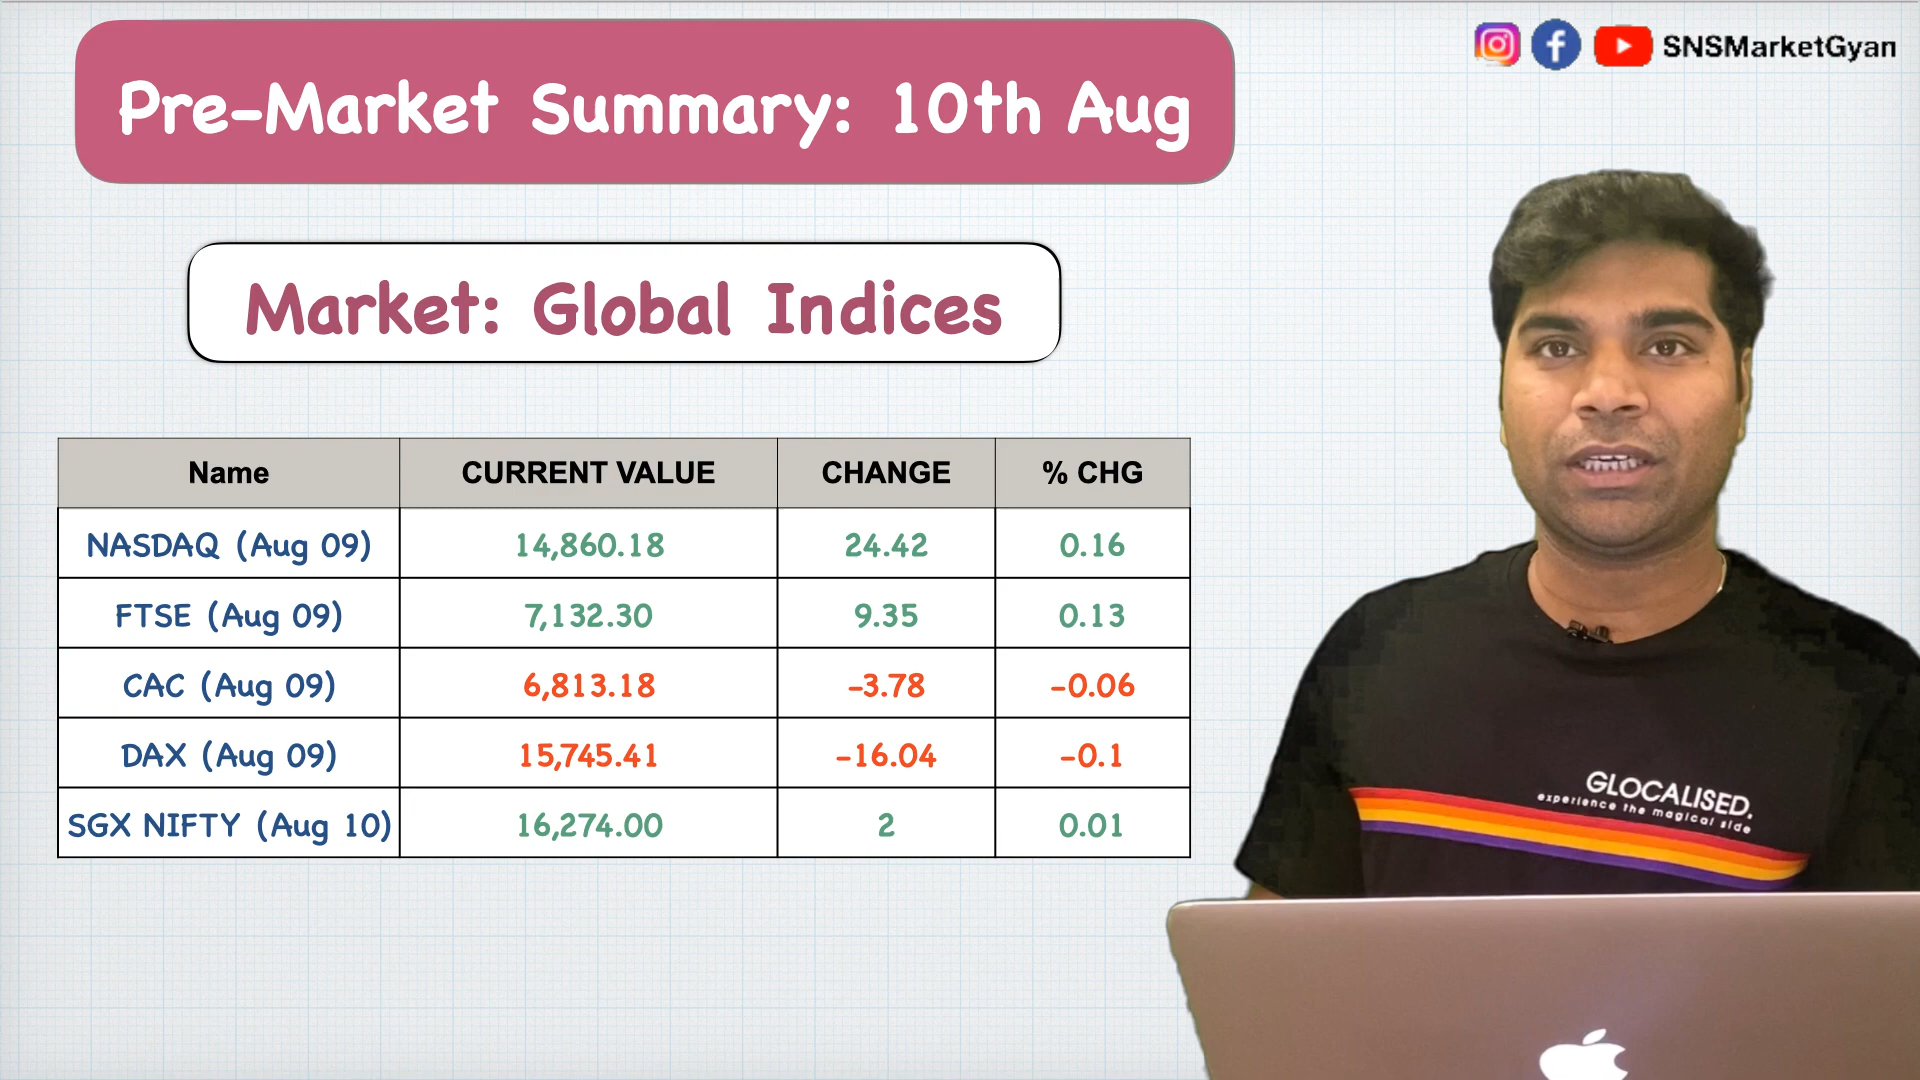 Pre-Market Summary: 10th Aug
SNSMarketGyan
Market: Global Indices
Name CURRENT VALUE CHANGE % CHG
NASDAQ (Aug 09) 14,860.18 24.42 0.16
FTSE (Aug 09) 7,132.30 9.35 0.13
CAC (Aug 09) 6,813.18 -3.78 -0.06
DAX (Aug 09) 15,745.41 -16.04 -0.1
SGX NIFTY (Aug 10) 16,274.00 2 0.01
GLOCALISED.
experience the magical side